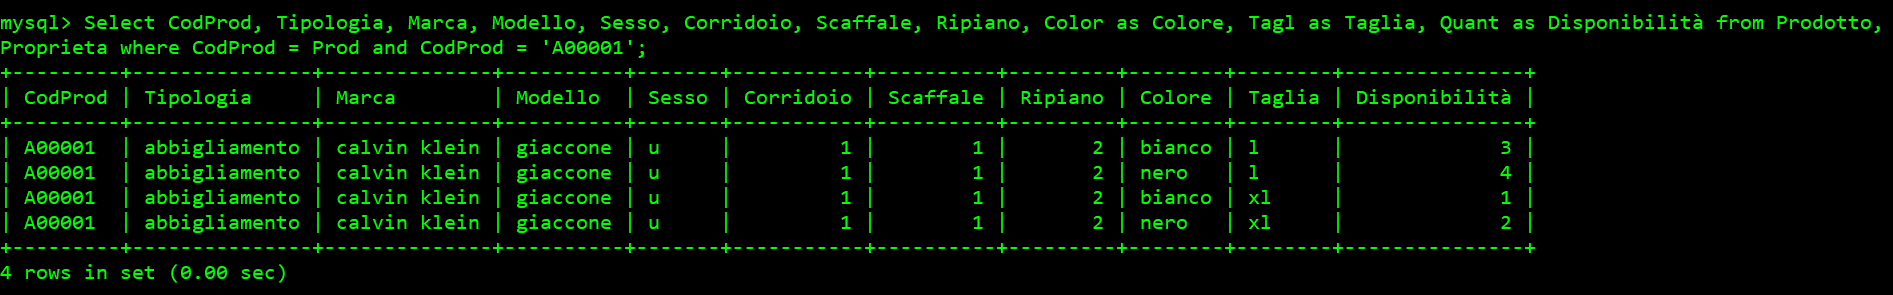 mysql> Select CodProd, Tipologia, Marca, Modello, Sesso, Corridoio, Scaffale, Ripiano, Color as Colore, Tagl as Taglia, Quant as Disponibilità from Prodotto,
Proprieta where CodProd = Prod and CodProd = 'A00001';
+---------+---------------+--------------+----------+-------+-----------+----------+---------+--------+--------+---------------+
| CodProd | Tipologia     | Marca        | Modello  | Sesso | Corridoio | Scaffale | Ripiano | Colore | Taglia | Disponibilità |
+---------+---------------+--------------+----------+-------+-----------+----------+---------+--------+--------+---------------+
| A00001  | abbigliamento | calvin klein | giaccone | u     |         1 |        1 |       2 | bianco | l      |             3 |
| A00001  | abbigliamento | calvin klein | giaccone | u     |         1 |        1 |       2 | nero   | l      |             4 |
| A00001  | abbigliamento | calvin klein | giaccone | u     |         1 |        1 |       2 | bianco | xl     |             1 |
| A00001  | abbigliamento | calvin klein | giaccone | u     |         1 |        1 |       2 | nero   | xl     |             2 |
+---------+---------------+--------------+----------+-------+-----------+----------+---------+--------+--------+---------------+
4 rows in set (0.00 sec)